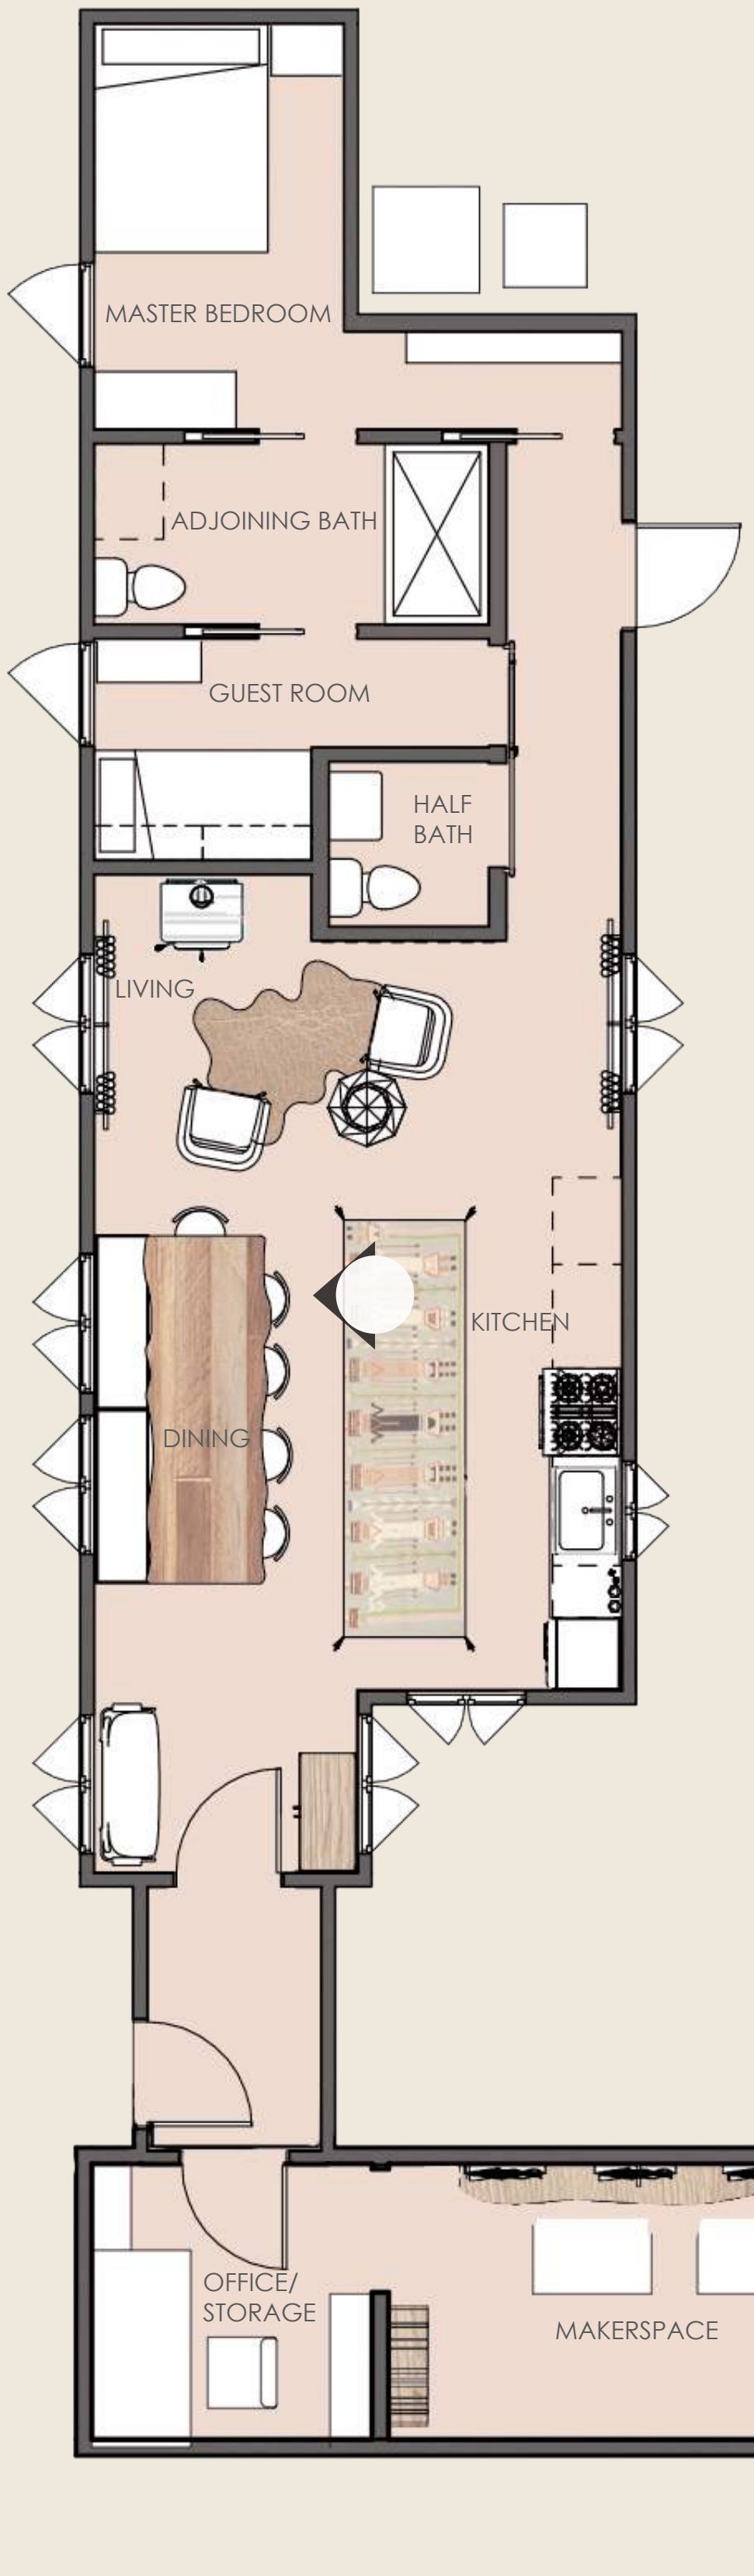 MASTER BEDROOM
ADJOINING BATH
GUEST ROOM
HALF
BATH
LIVING
KITCHEN
DINING
OFFICE/
STORAGE
MAKERSPACE